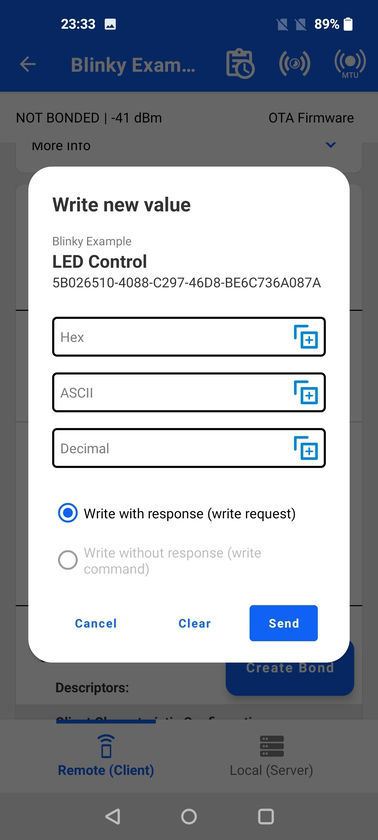 23:33
89%
Blinky Exam...
MTU
NOT BONDED | -41 dBm
OTA Firmware
More Info
Write new value
Blinky Example
LED Control
5B026510-4088-C297-46D8-BE6C736A087A
Hex
ASCII
Decimal
Write with response (write request)
Write without response (write
command)
Cancel
Clear
Send
Create Bond
Descriptors:
Remote (Client)
Local (Server)